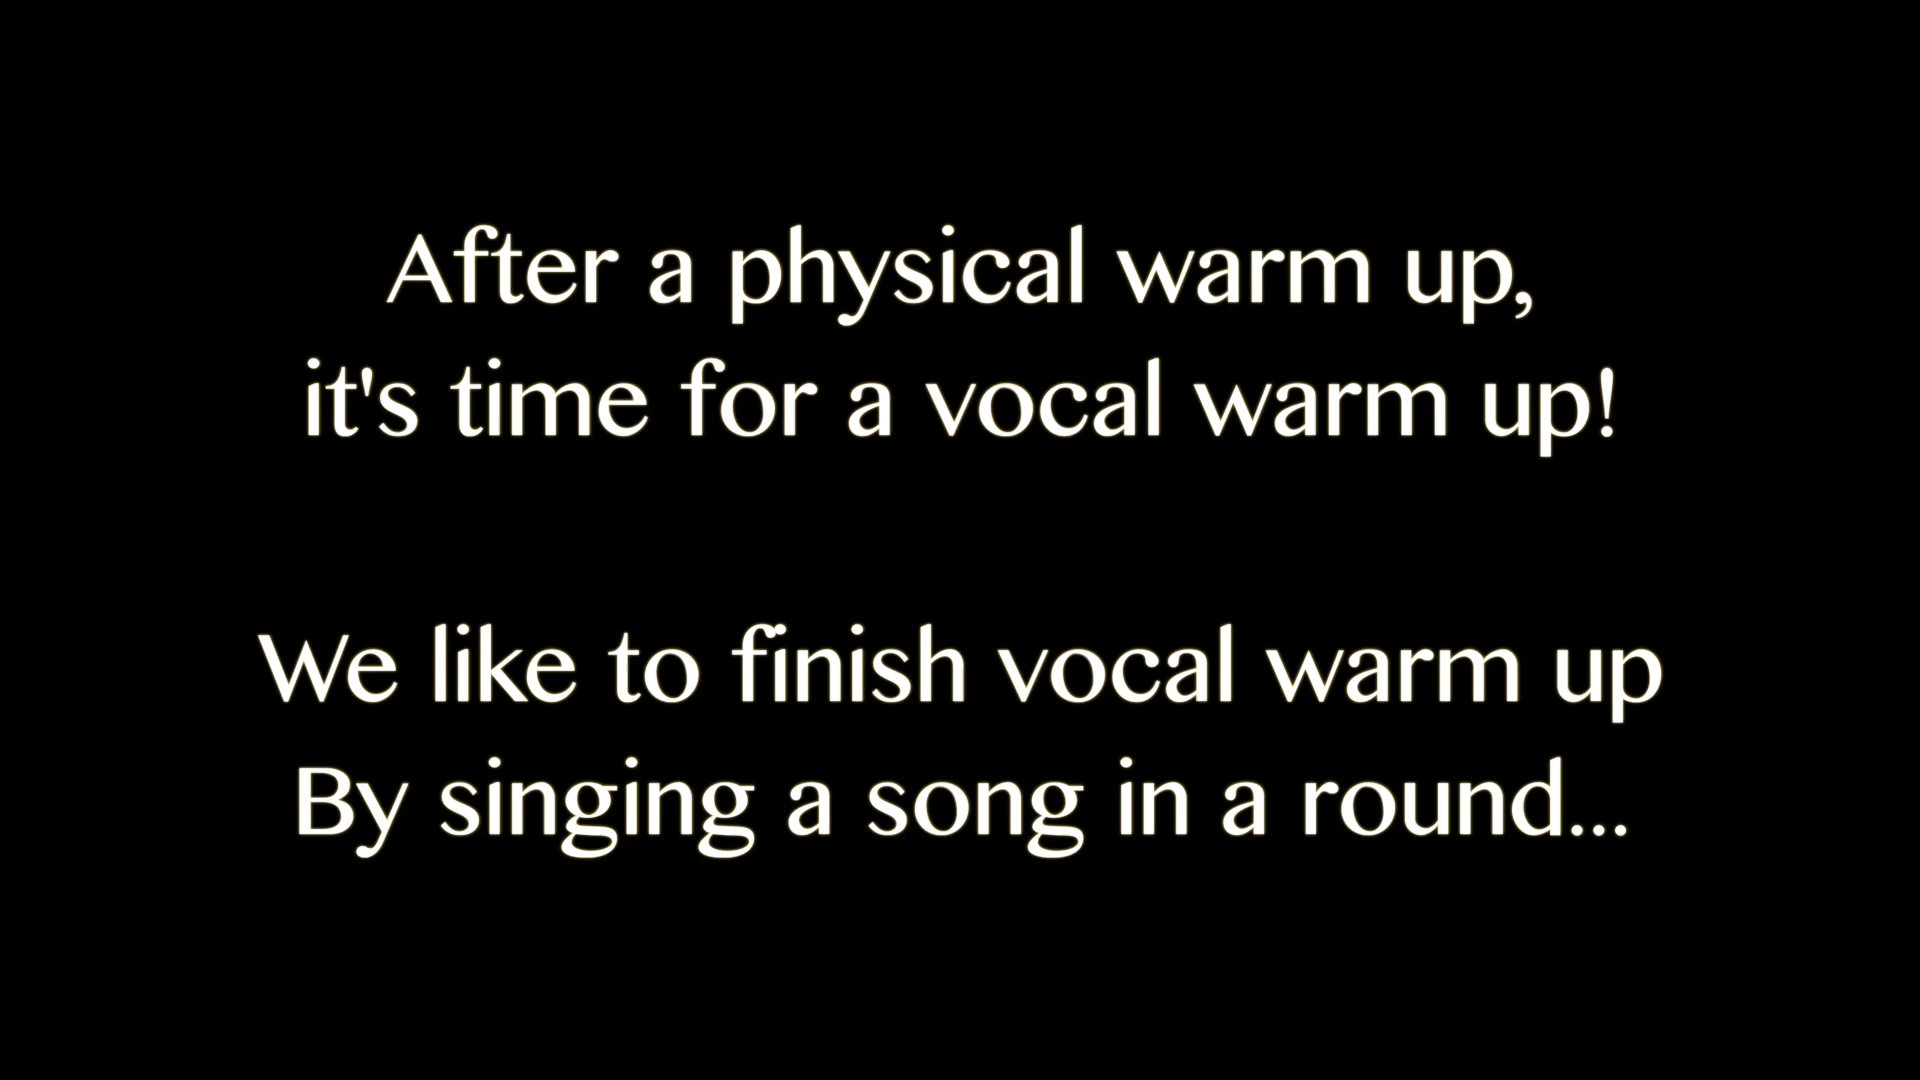 After a physical warm up,
it's time for a vocal warm up!
We like to finish vocal warm up
By singing a song in a round...